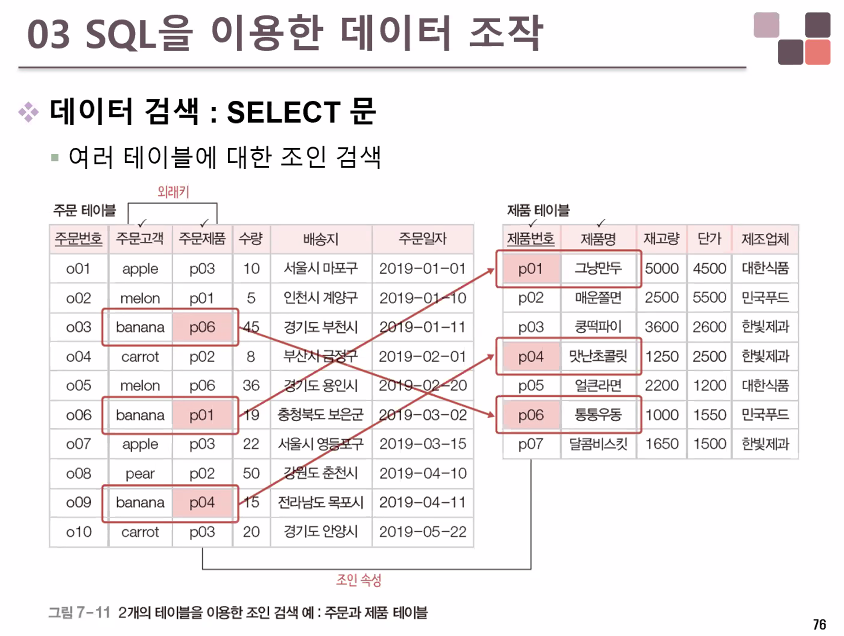 03 SQL을 이용한 데이터 조작
데이터 검색 : SELECT 문
여러 테이블에 대한 조인 검색
외래키
주문 테이블
주문번호 주문고객 주문제품 수량 배송지 주문일자
o01 apple p03 10 서울시 마포구 2019-01-01
o02 melon p01 5 인천시 계양구 2019-01-10
o03 banana p06 45 경기도 부천시 2019-01-11
o04 carrot p02 8 부산시 금정구 2019-02-01
o05 melon p06 36 경기도 용인시 2019-02-20
o06 banana p01 19 충청북도 보은군 2019-03-02
o07 apple p03 22 서울시 영등포구 2019-03-15
o08 pear p02 50 강원도 춘천시 2019-04-10
o09 banana p04 15 전라남도 목포시 2019-04-11
o10 carrot p03 20 경기도 안양시 2019-05-22
제품 테이블
제품번호 제품명 재고량 단가 제조업체
p01 그냥만두 5000 4500 대한식품
p02 매운쫄면 2500 5500 민국푸드
p03 쿵떡파이 3600 2600 한빛제과
p04 맛난초콜릿 1250 2500 한빛제과
p05 얼큰라면 2200 1200 대한식품
p06 통통우동 1000 1550 민국푸드
p07 달콤비스킷 1650 1500 한빛제과
조인 속성
그림 7-11 2개의 테이블을 이용한 조인 검색 예 : 주문과 제품 테이블
76